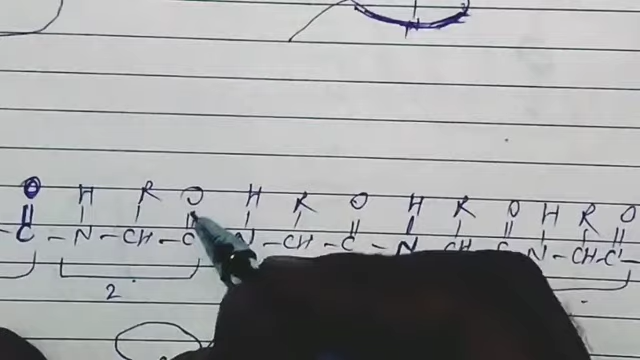 O H R O H R O H R O H R O
- C - N - CH - C N - CH - C - N - CH C N - CH - C -
2